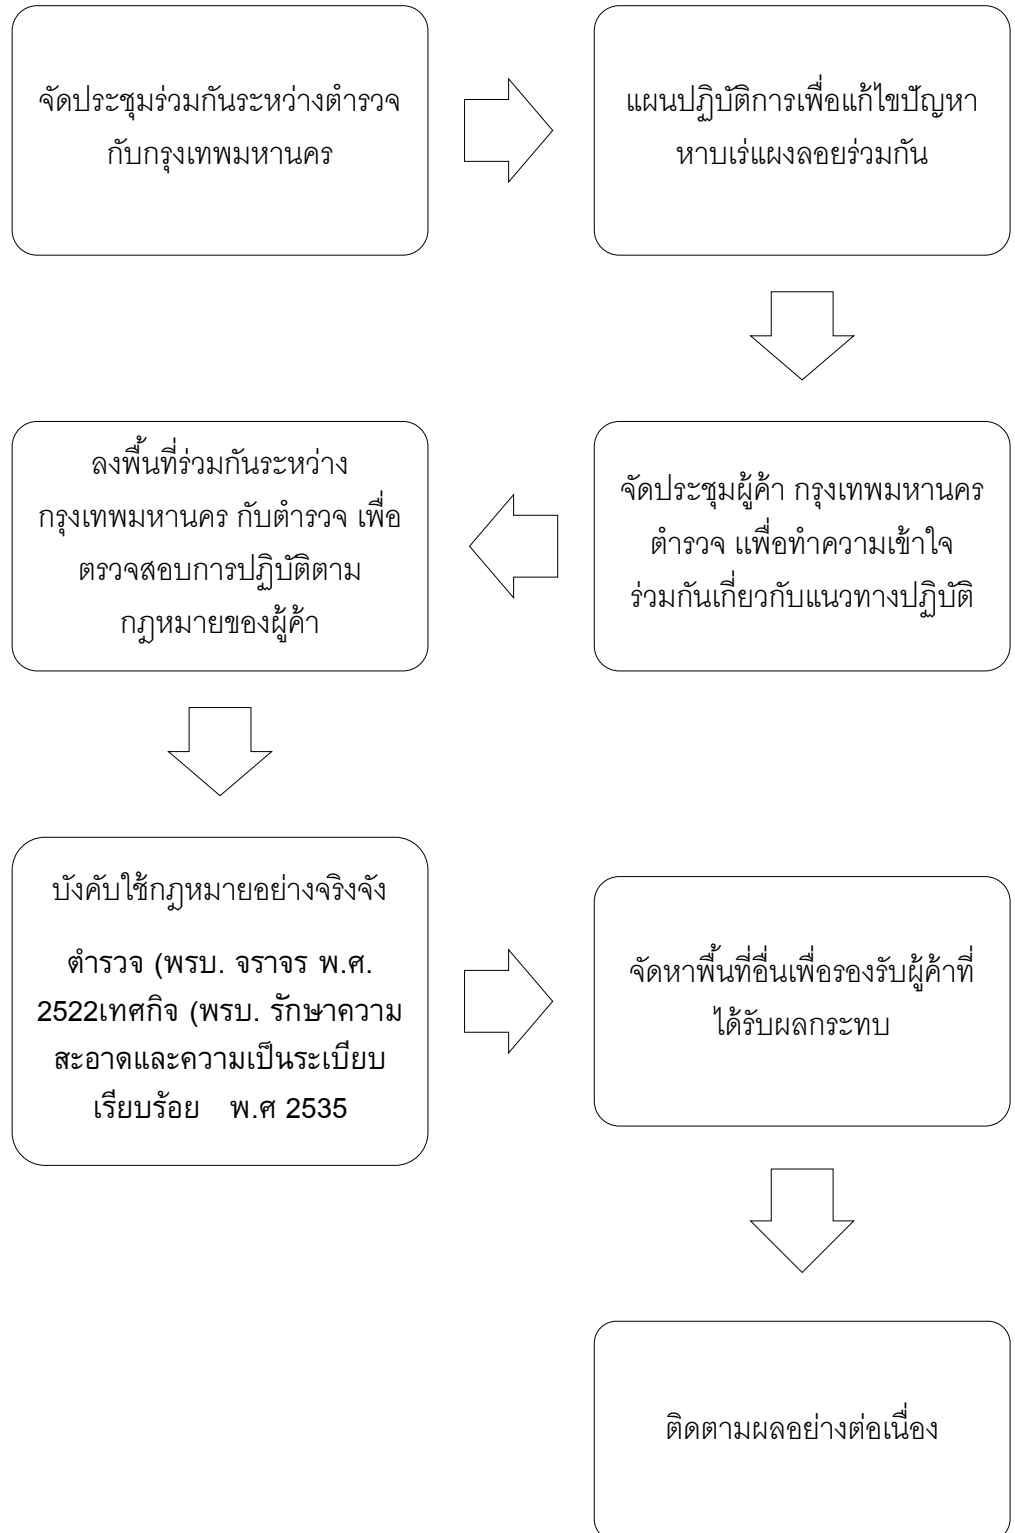 จัดประชุมร่วมกันระหว่างตำรวจ
กับกรุงเทพมหานคร
แผนปฏิบัติการเพื่อแก้ไขปัญหา
หาบเร่แผงลอยร่วมกัน
จัดประชุมผู้ค้า กรุงเทพมหานคร
ตำรวจ แพื่อทำความเข้าใจ
ร่วมกันเกี่ยวกับแนวทางปฏิบัติ
ลงพื้นที่ร่วมกันระหว่าง
กรุงเทพมหานคร กับตำรวจ เพื่อ
ตรวจสอบการปฏิบัติตาม
กฎหมายของผู้ค้า
บังคับใช้กฎหมายอย่างจริงจัง
ตำรวจ (พรบ. จราจร พ.ศ.
2522เทศกิจ (พรบ. รักษาความ
สะอาดและความเป็นระเบียบ
เรียบร้อย พ.ศ 2535
จัดหาพื้นที่อื่นเพื่อรองรับผู้ค้าที่
ได้รับผลกระทบ
ติดตามผลอย่างต่อเนื่อง